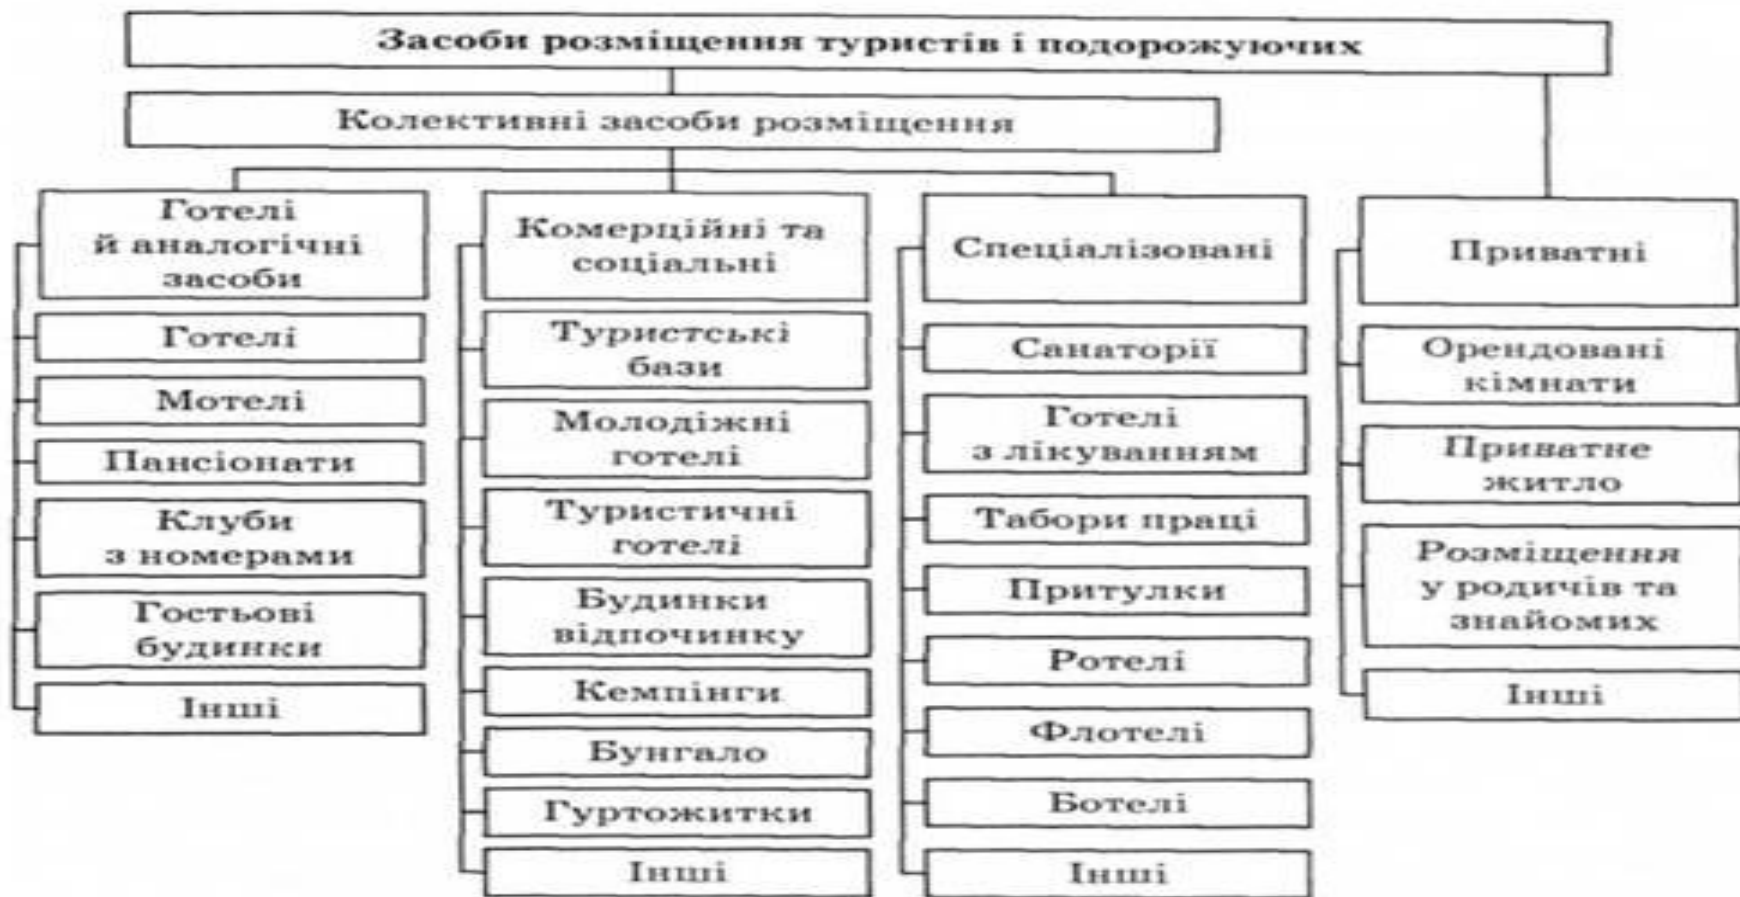 Засоби розміщення туристів і подорожуючих
Колективні засоби розміщення
Готелі
й аналогічні
засоби
Готелі
Мотелі
Пансіонати
Клуби
з номерами
Гостьові
будинки
Інші
Комерційні та
соціальні
Туристські
бази
Молодіжні
готелі
Туристичні
готелі
Будинки
відпочинку
Кемпінги
Бунгало
Гуртожитки
Інші
Спеціалізовані
Санаторії
Готелі
з лікуванням
Табори праці
Притулки
Ротелі
Флотелі
Ботелі
Інші
Приватні
Орендовані
кімнати
Приватне
житло
Розміщення
у родичів та
знайомих
Інші